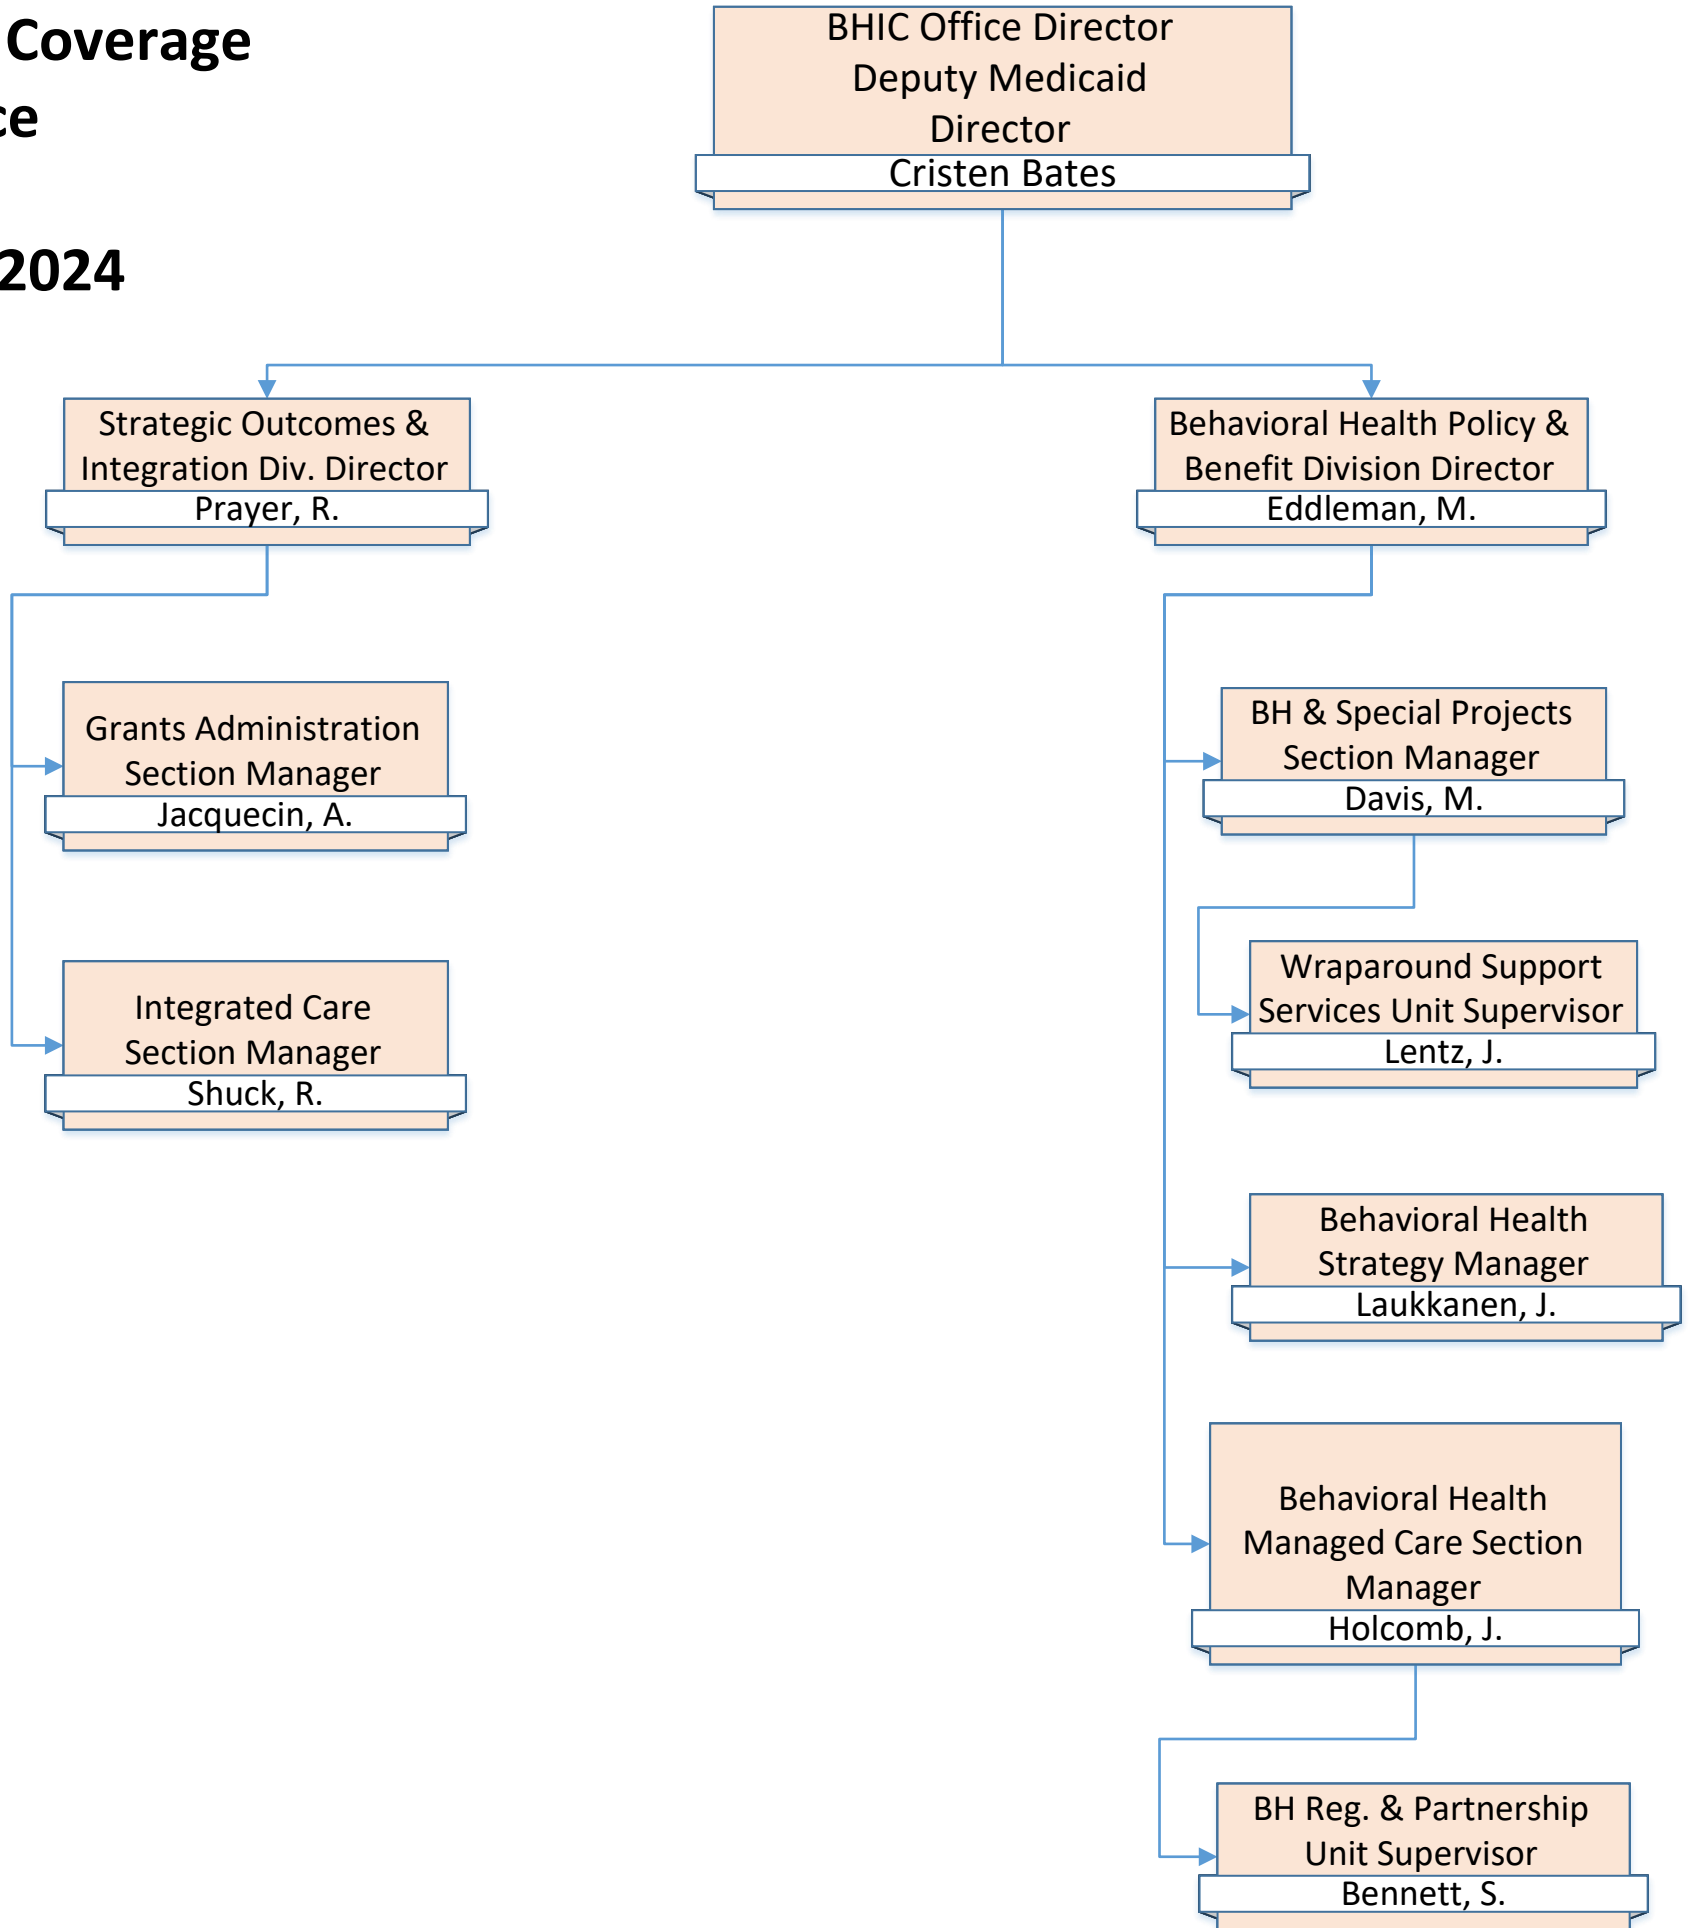 Coverage
ce
2024
BHIC Office Director
Deputy Medicaid
Director
Cristen Bates
Strategic Outcomes &
Integration Div. Director
Prayer, R.
Behavioral Health Policy &
Benefit Division Director
Eddleman, M.
Grants Administration
Section Manager
Jacquecin, A.
BH & Special Projects
Section Manager
Davis, M.
Integrated Care
Section Manager
Shuck, R.
Wraparound Support
Services Unit Supervisor
Lentz, J.
Behavioral Health
Strategy Manager
Laukkanen, J.
Behavioral Health
Managed Care Section
Manager
Holcomb, J.
BH Reg. & Partnership
Unit Supervisor
Bennett, S.